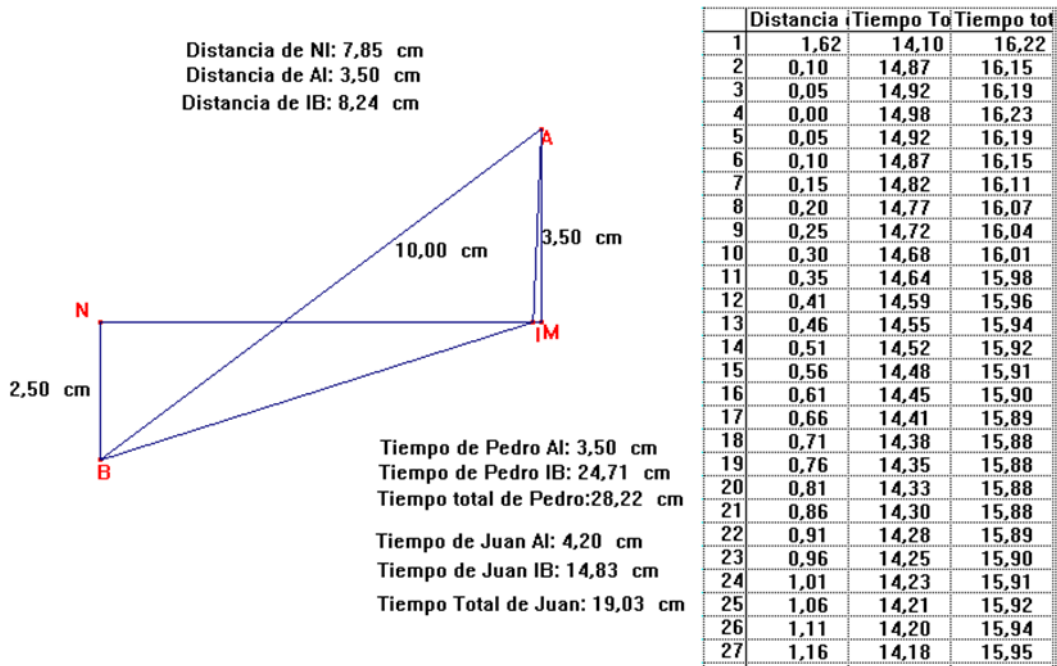 Distancia de NI: 7,85 cm
Distancia de AI: 3,50 cm
Distancia de IB: 8,24 cm
A
10,00 cm
3,50 cm
N
I M
2,50 cm
B
Tiempo de Pedro AI: 3,50 cm
Tiempo de Pedro IB: 24,71 cm
Tiempo total de Pedro:28,22 cm
Tiempo de Juan AI: 4,20 cm
Tiempo de Juan IB: 14,83 cm
Tiempo Total de Juan: 19,03 cm
Distancia Tiempo To Tiempo tot
1 1,62 14,10 16,22
2 0,10 14,87 16,15
3 0,05 14,92 16,19
4 0,00 14,98 16,23
5 0,05 14,92 16,19
6 0,10 14,87 16,15
7 0,15 14,82 16,11
8 0,20 14,77 16,07
9 0,25 14,72 16,04
10 0,30 14,68 16,01
11 0,35 14,64 15,98
12 0,41 14,59 15,96
13 0,46 14,55 15,94
14 0,51 14,52 15,92
15 0,56 14,48 15,91
16 0,61 14,45 15,90
17 0,66 14,41 15,89
18 0,71 14,38 15,88
19 0,76 14,35 15,88
20 0,81 14,33 15,88
21 0,86 14,30 15,88
22 0,91 14,28 15,89
23 0,96 14,25 15,90
24 1,01 14,23 15,91
25 1,06 14,21 15,92
26 1,11 14,20 15,94
27 1,16 14,18 15,95